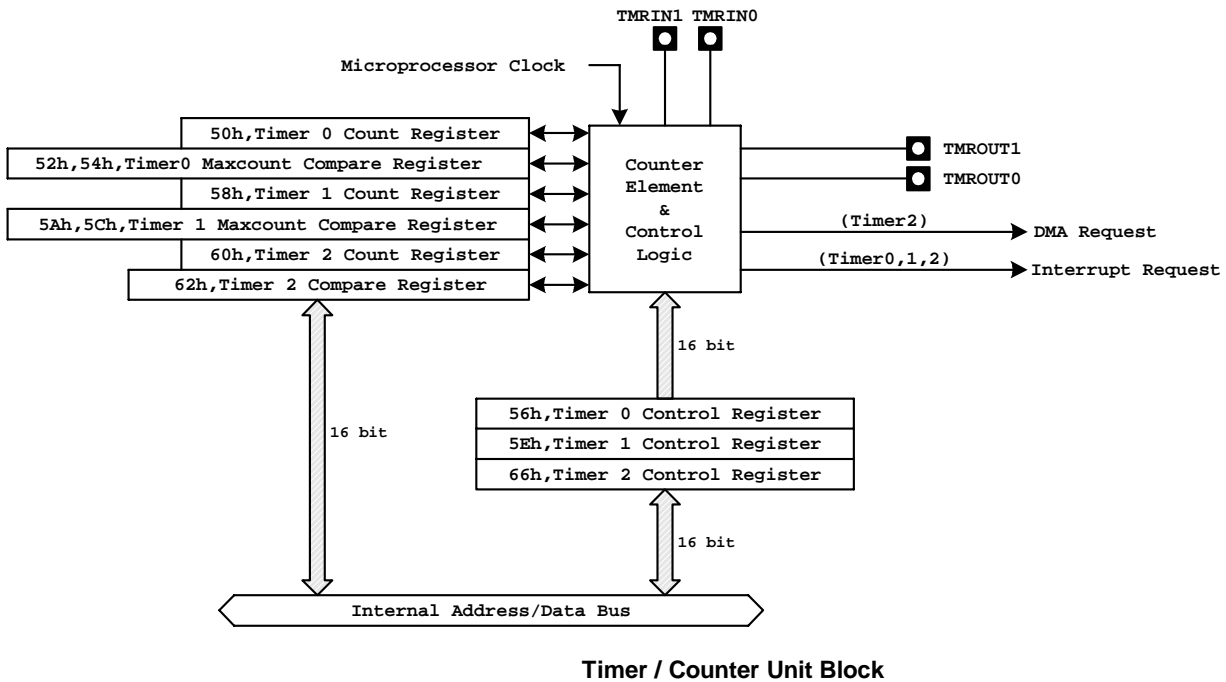 TMRIN1 TMRIN0
Microprocessor Clock
50h,Timer 0 Count Register
52h,54h,Timer0 Maxcount Compare Register
58h,Timer 1 Count Register
5Ah,5Ch,Timer 1 Maxcount Compare Register
60h,Timer 2 Count Register
62h,Timer 2 Compare Register
Counter
Element
&
Control
Logic
TMROUT1
TMROUT0
(Timer2)
DMA Request
(Timer0,1,2)
Interrupt Request
16 bit
56h,Timer 0 Control Register
5Eh,Timer 1 Control Register
66h,Timer 2 Control Register
16 bit
16 bit
Internal Address/Data Bus
Timer / Counter Unit Block